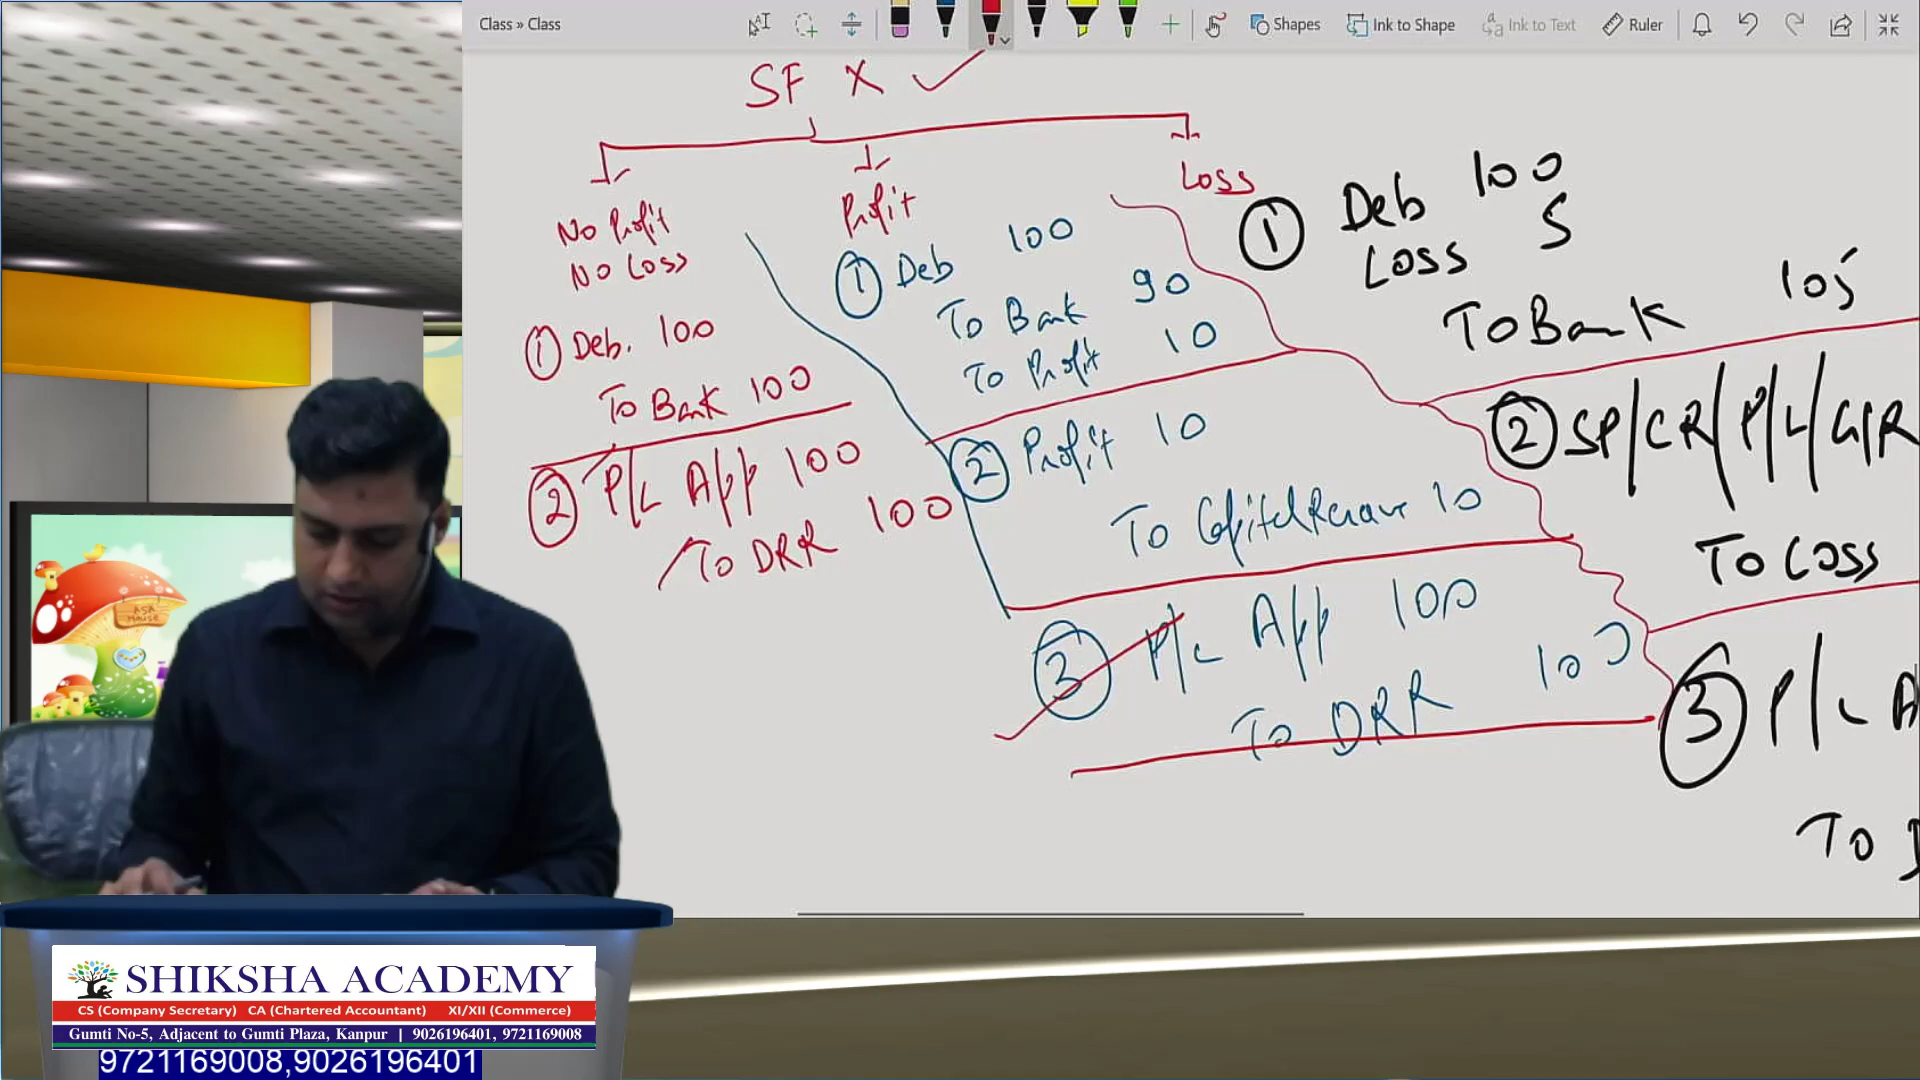 Class » Class
Shapes
Ink to Shape
Ink to Text
Ruler
SF X
No Profit
No Loss
① Deb. 100
To Bank 100
② P/L App 100
To DRR 100
Profit
① Deb 100
To Bank 90
To Profit 10
② Profit 10
To Capital Reserve 10
③ P/L App 100
To DRR 100
Loss
① Deb 100
Loss 5
To Bank 105
② SP/CR/P/L/G/R
To Loss
③ P/L A
To
ASA
HOUSE
SHIKSHA ACADEMY
CS (Company Secretary) CA (Chartered Accountant) XI/XII (Commerce)
Gumti No-5, Adjacent to Gumti Plaza, Kanpur | 9026196401, 9721169008
9721169008,9026196401